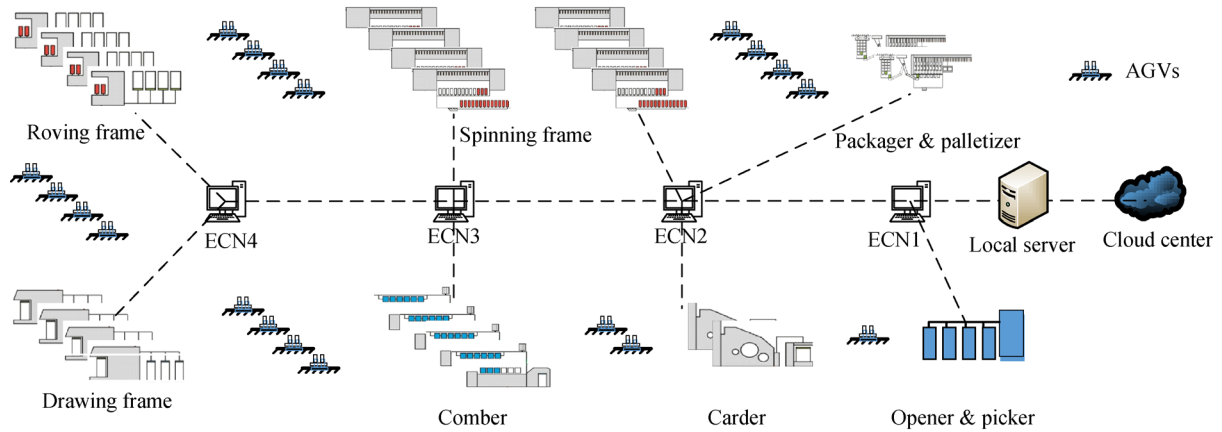 AGVs
Roving frame
Spinning frame
Packager & palletizer
ECN4
ECN3
ECN2
ECN1
Local server
Cloud center
Drawing frame
Comber
Carder
Opener & picker